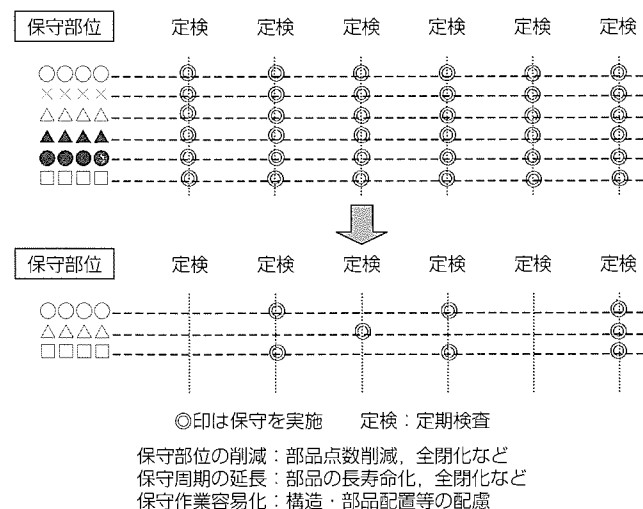 保守部位 定検 定検 定検 定検 定検 定検
○○○○
××××
△△△△
▲▲▲▲
●●●●
□□□□
保守部位 定検 定検 定検 定検 定検 定検
○○○○
△△△△
□□□□
◎印は保守を実施 定検：定期検査
保守部位の削減：部品点数削減，全閉化など
保守周期の延長：部品の長寿命化，全閉化など
保守作業容易化：構造・部品配置等の配慮